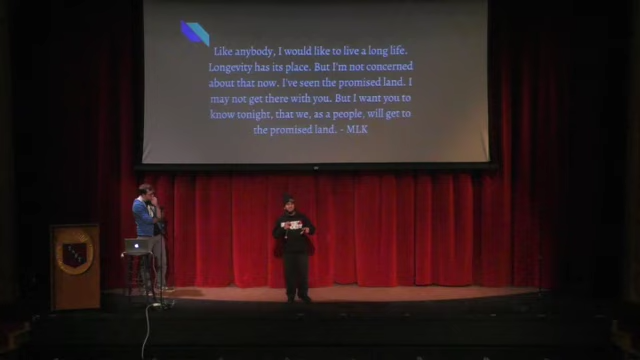 Like anybody, I would like to live a long life.
Longevity has its place. But I'm not concerned
about that now. I've seen the promised land. I
may not get there with you. But I want you to
know tonight, that we, as a people, will get to
the promised land. - MLK